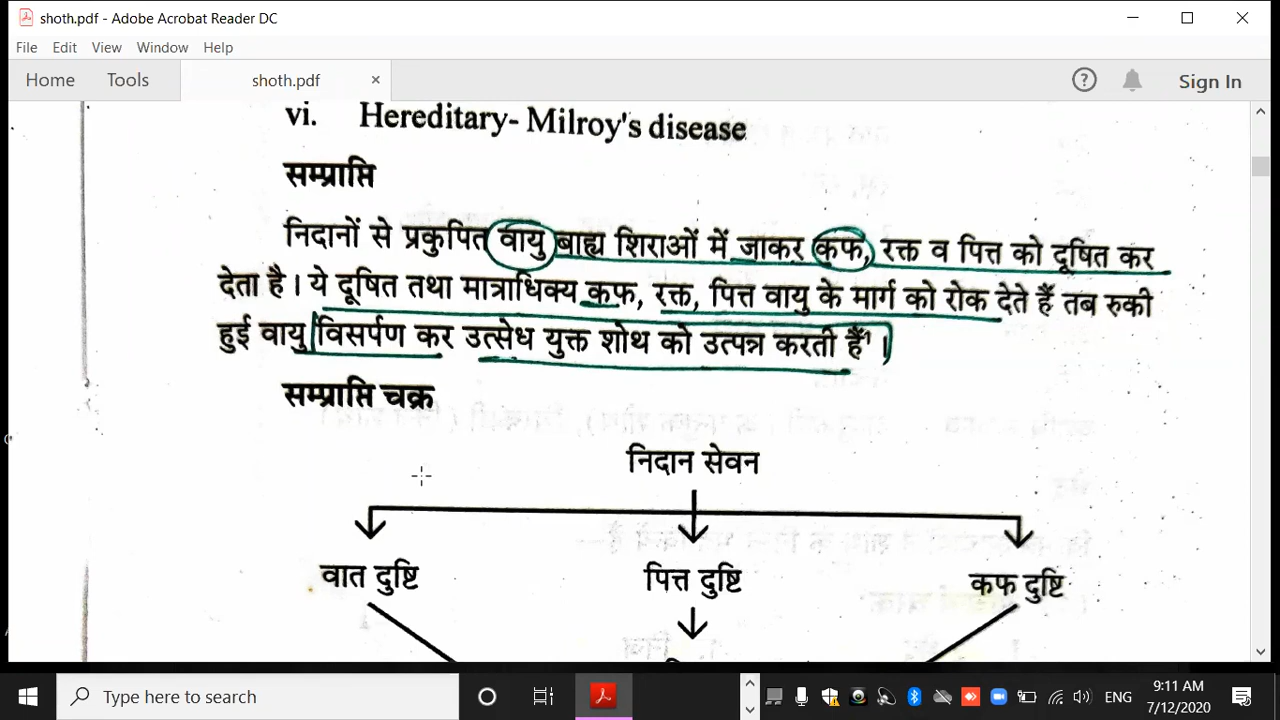 shoth.pdf - Adobe Acrobat Reader DC
File Edit View Window Help
Home Tools shoth.pdf × Sign In
vi. Hereditary- Milroy's disease
सम्प्राप्ति
निदानों से प्रकुपित वायु बाह्य शिराओं में जाकर कफ, रक्त व पित्त को दूषित कर
देता है। ये दूषित तथा मात्राधिक्य कफ, रक्त, पित्त वायु के मार्ग को रोक देते हैं तब रुकी
हुई वायु विसर्पण कर उत्सेध युक्त शोथ को उत्पन्न करती हैं¹।
सम्प्राप्ति चक्र
निदान सेवन
वात दुष्टि पित्त दुष्टि कफ दुष्टि
Type here to search ENG 9:11 AM
7/12/2020